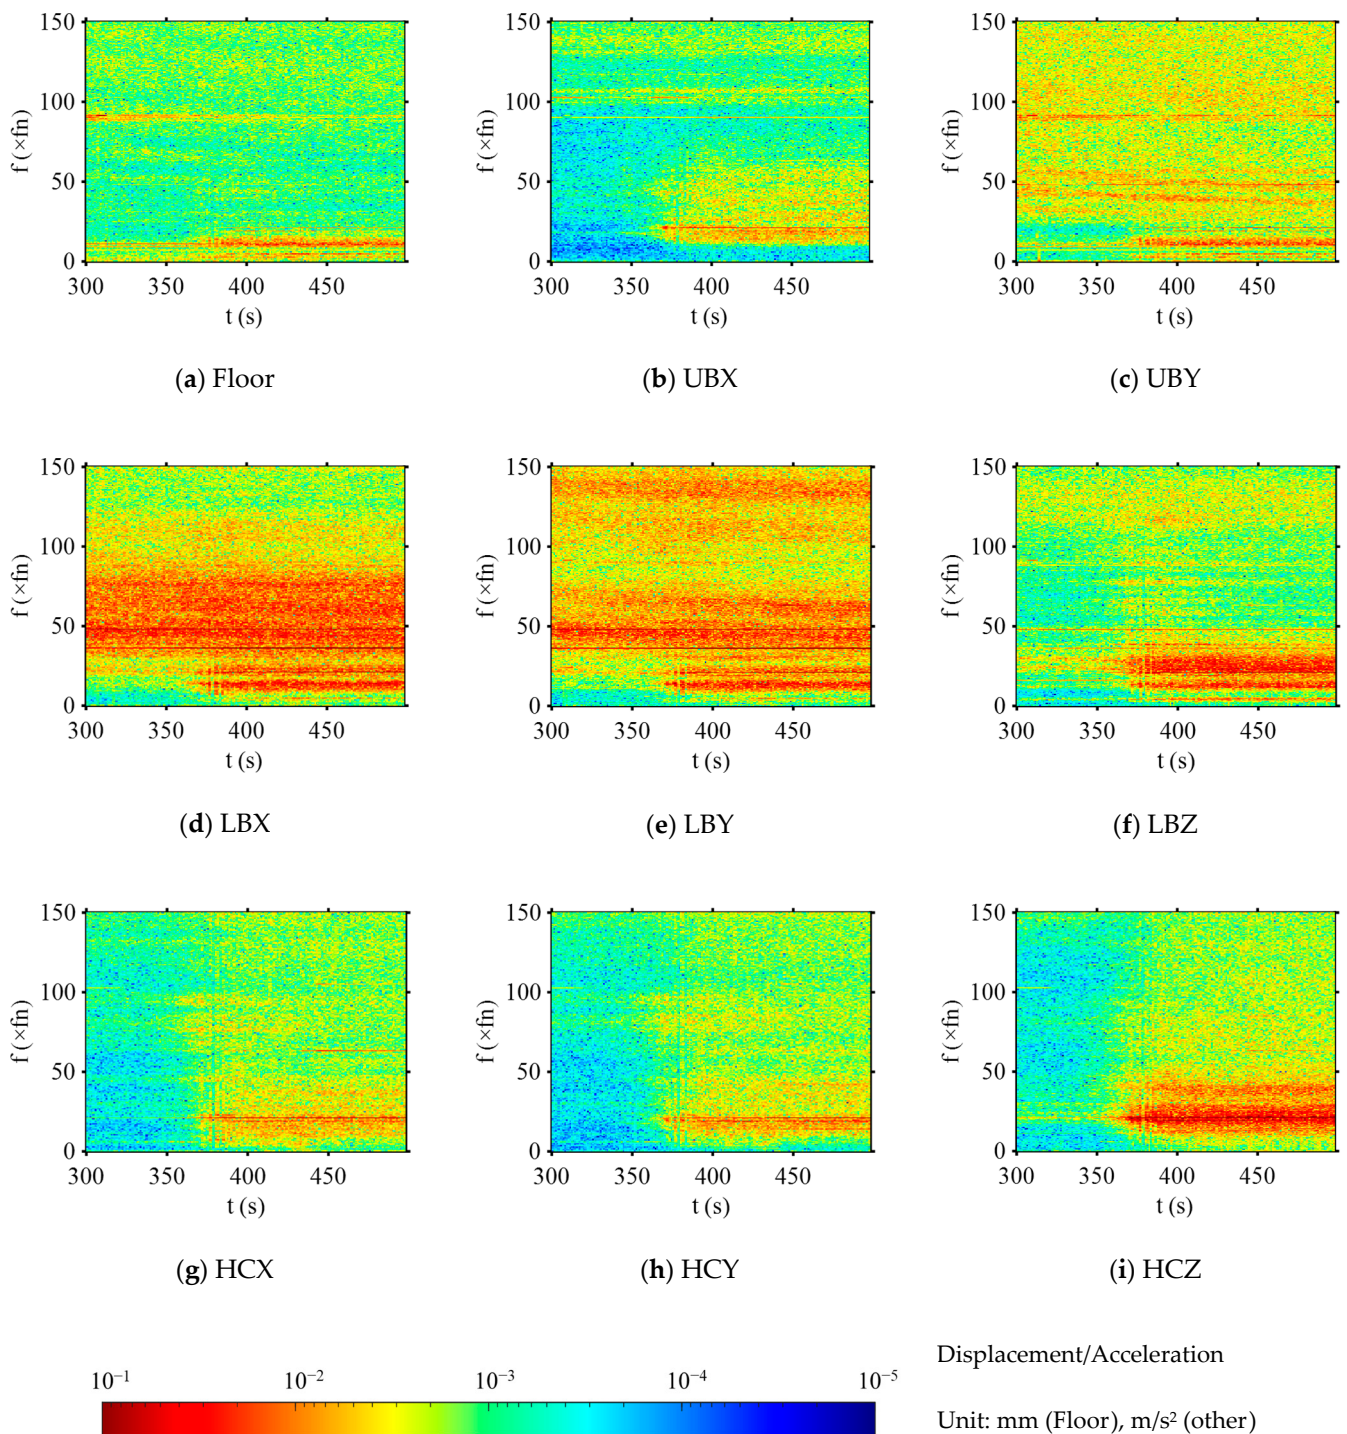 150
100
50
0
f (×fn)
300 350 400 450
t (s)
(a) Floor
150
100
50
0
f (×fn)
300 350 400 450
t (s)
(b) UBX
150
100
50
0
f (×fn)
300 350 400 450
t (s)
(c) UBY
150
100
50
0
f (×fn)
300 350 400 450
t (s)
(d) LBX
150
100
50
0
f (×fn)
300 350 400 450
t (s)
(e) LBY
150
100
50
0
f (×fn)
300 350 400 450
t (s)
(f) LBZ
150
100
50
0
f (×fn)
300 350 400 450
t (s)
(g) HCX
150
100
50
0
f (×fn)
300 350 400 450
t (s)
(h) HCY
150
100
50
0
f (×fn)
300 350 400 450
t (s)
(i) HCZ
10⁻¹ 10⁻² 10⁻³ 10⁻⁴ 10⁻⁵
Displacement/Acceleration
Unit: mm (Floor), m/s² (other)